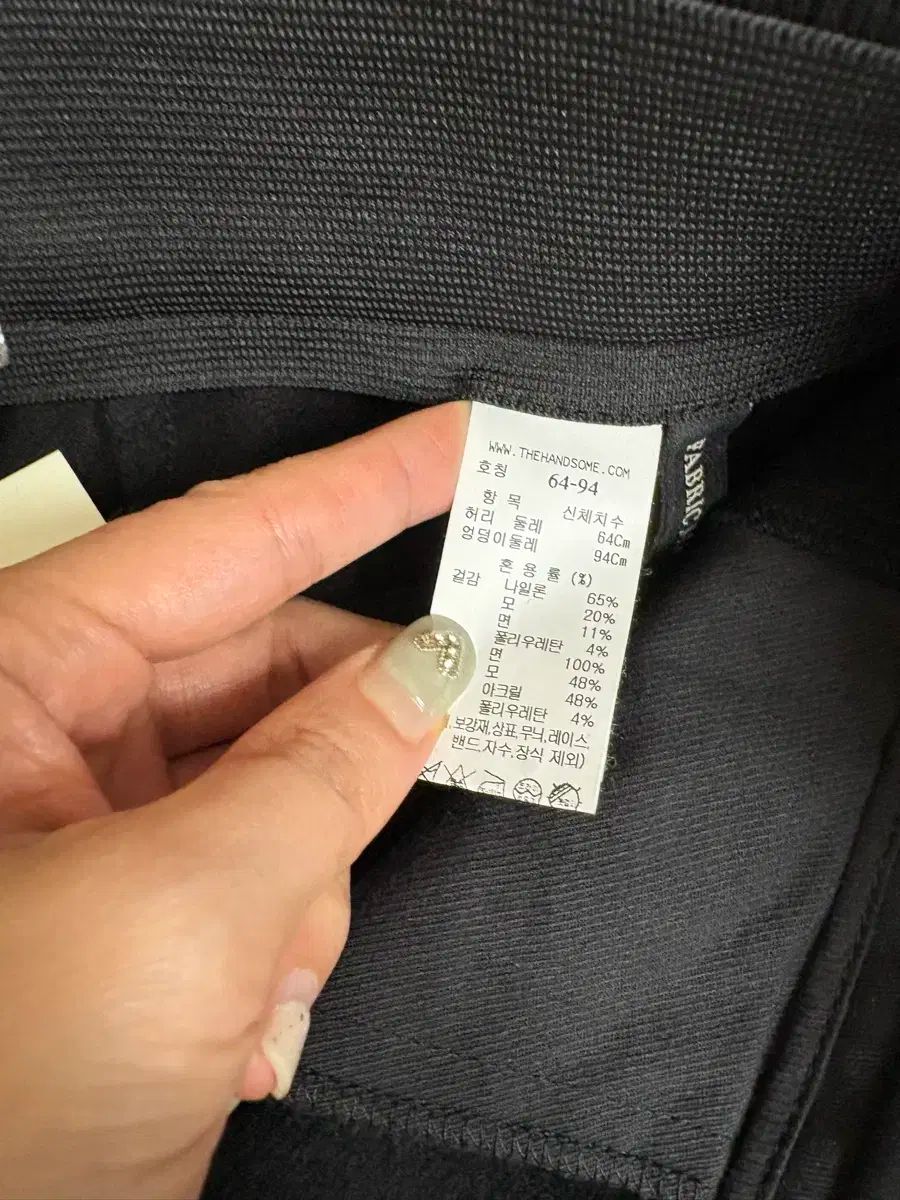 WWW.THEHANDSOME.COM
호칭 64-94
항 목 신체치수
허리 둘레 64Cm
엉덩이둘레 94Cm
혼 용 률 (%)
겉감 나일론 65%
모 20%
면 11%
폴리우레탄 4%
면 100%
모 48%
아크릴 48%
폴리우레탄 4%
보강재,상표,무늬,레이스,
밴드,자수,장식 제외)
FABRIC